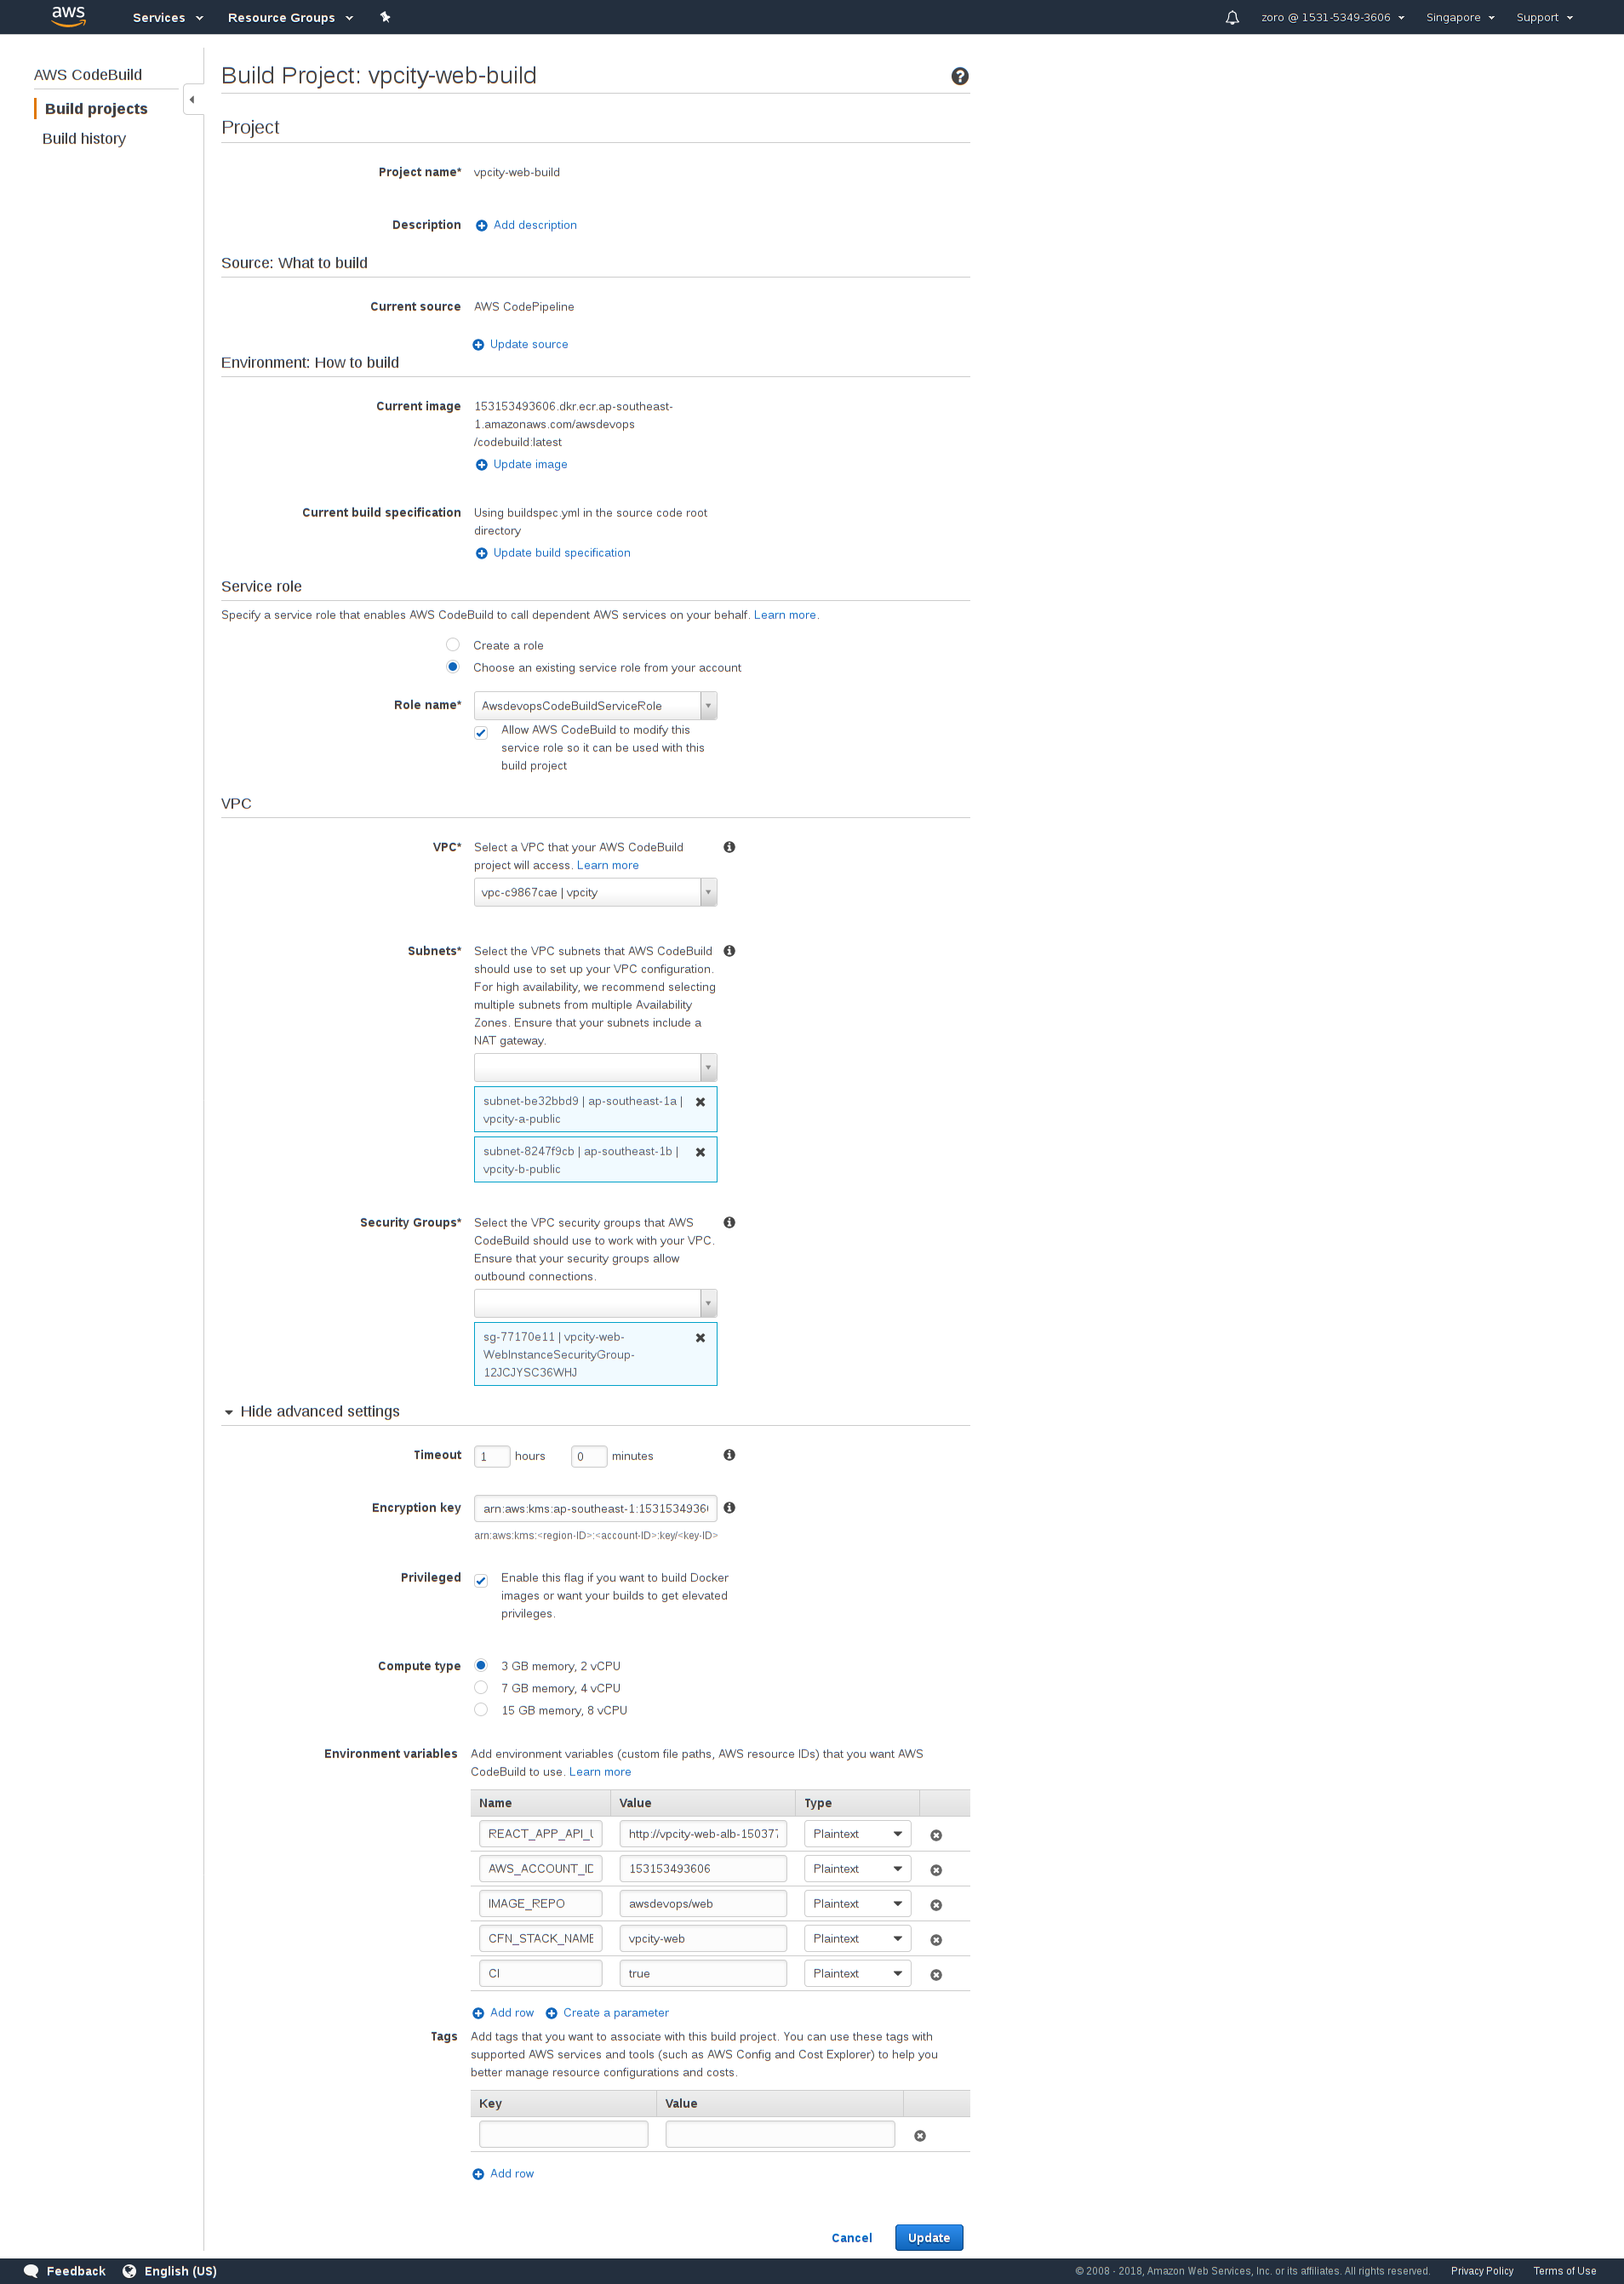 aws Services Resource Groups zoro @ 1531-5349-3606 Singapore Support
AWS CodeBuild
Build projects
Build history
Build Project: vpcity-web-build
Project
Project name* vpcity-web-build
Description Add description
Source: What to build
Current source AWS CodePipeline
Update source
Environment: How to build
Current image 153153493606.dkr.ecr.ap-southeast-
1.amazonaws.com/awsdevops
/codebuild:latest
Update image
Current build specification Using buildspec.yml in the source code root
directory
Update build specification
Service role
Specify a service role that enables AWS CodeBuild to call dependent AWS services on your behalf. Learn more.
Create a role
Choose an existing service role from your account
Role name* AwsdevopsCodeBuildServiceRole
Allow AWS CodeBuild to modify this
service role so it can be used with this
build project
VPC
VPC* Select a VPC that your AWS CodeBuild
project will access. Learn more
vpc-c9867cae | vpcity
Subnets* Select the VPC subnets that AWS CodeBuild
should use to set up your VPC configuration.
For high availability, we recommend selecting
multiple subnets from multiple Availability
Zones. Ensure that your subnets include a
NAT gateway.
subnet-be32bbd9 | ap-southeast-1a |
vpcity-a-public
subnet-8247f9cb | ap-southeast-1b |
vpcity-b-public
Security Groups* Select the VPC security groups that AWS
CodeBuild should use to work with your VPC.
Ensure that your security groups allow
outbound connections.
sg-77170e11 | vpcity-web-
WebInstanceSecurityGroup-
12JCJYSC36WHJ
Hide advanced settings
Timeout 1 hours 0 minutes
Encryption key arn:aws:kms:ap-southeast-1:15315349360
arn:aws:kms:<region-ID>:<account-ID>:key/<key-ID>
Privileged Enable this flag if you want to build Docker
images or want your builds to get elevated
privileges.
Compute type 3 GB memory, 2 vCPU
7 GB memory, 4 vCPU
15 GB memory, 8 vCPU
Environment variables Add environment variables (custom file paths, AWS resource IDs) that you want AWS
CodeBuild to use. Learn more
Name Value Type
REACT_APP_API_U http://vpcity-web-alb-150377 Plaintext
AWS_ACCOUNT_ID 153153493606 Plaintext
IMAGE_REPO awsdevops/web Plaintext
CFN_STACK_NAME vpcity-web Plaintext
CI true Plaintext
Add row Create a parameter
Tags Add tags that you want to associate with this build project. You can use these tags with
supported AWS services and tools (such as AWS Config and Cost Explorer) to help you
better manage resource configurations and costs.
Key Value
Add row
Cancel Update
Feedback English (US) © 2008 - 2018, Amazon Web Services, Inc. or its affiliates. All rights reserved. Privacy Policy Terms of Use